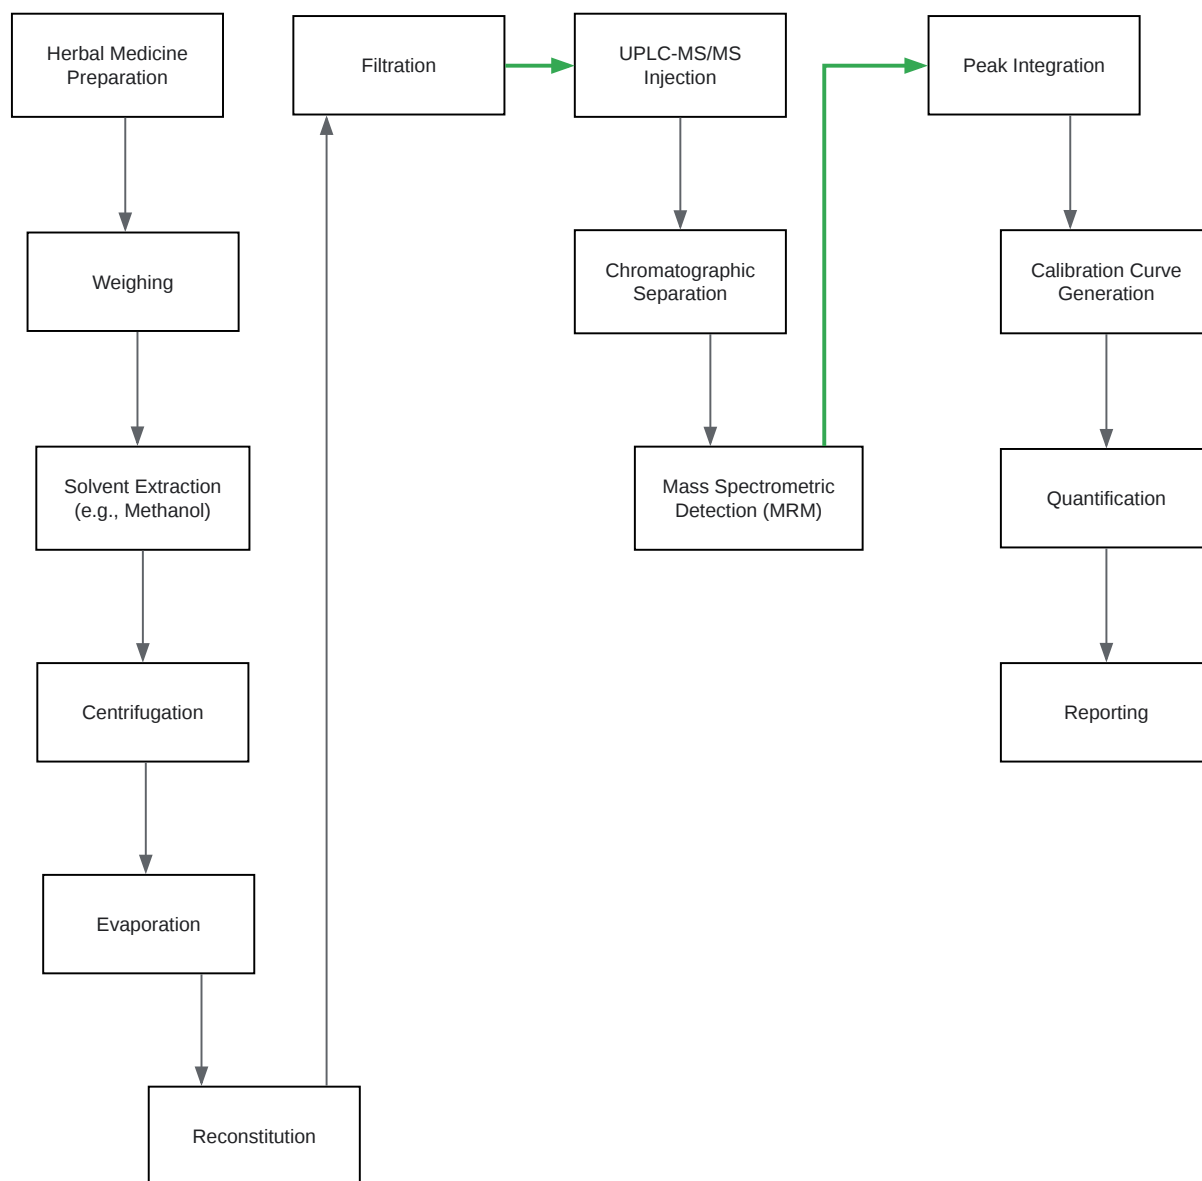 Herbal Medicine
Preparation
Weighing
Solvent Extraction
(e.g., Methanol)
Centrifugation
Evaporation
Reconstitution
Filtration
UPLC-MS/MS
Injection
Chromatographic
Separation
Mass Spectrometric
Detection (MRM)
Peak Integration
Calibration Curve
Generation
Quantification
Reporting